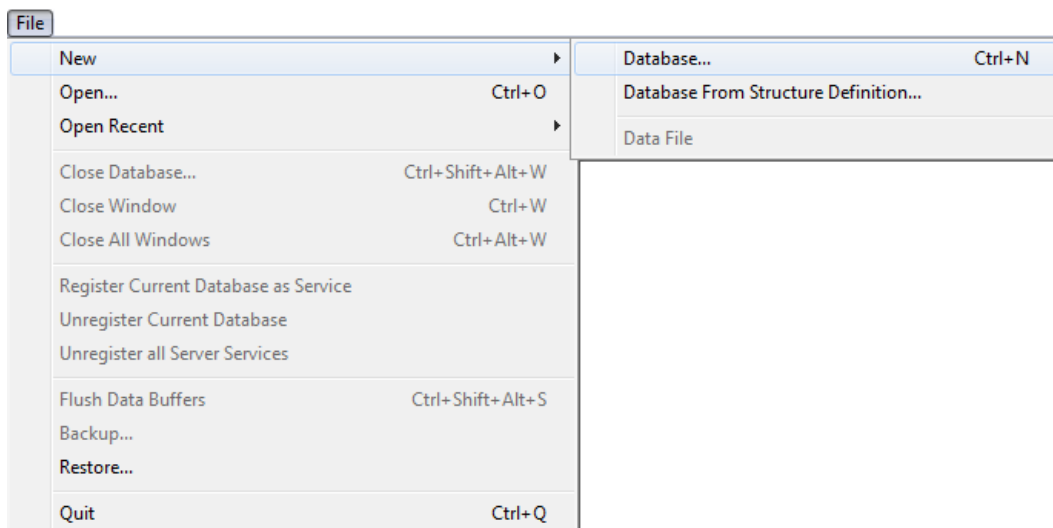 File
New
Database... Ctrl+N
Open... Ctrl+O
Database From Structure Definition...
Open Recent
Data File
Close Database... Ctrl+Shift+Alt+W
Close Window Ctrl+W
Close All Windows Ctrl+Alt+W
Register Current Database as Service
Unregister Current Database
Unregister all Server Services
Flush Data Buffers Ctrl+Shift+Alt+S
Backup...
Restore...
Quit Ctrl+Q